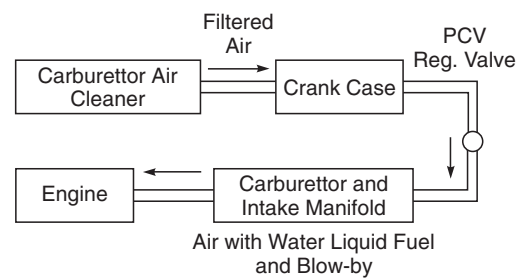 Filtered
Air
PCV
Reg. Valve
Carburettor Air
Cleaner
Crank Case
Engine
Carburettor and
Intake Manifold
Air with Water Liquid Fuel
and Blow-by